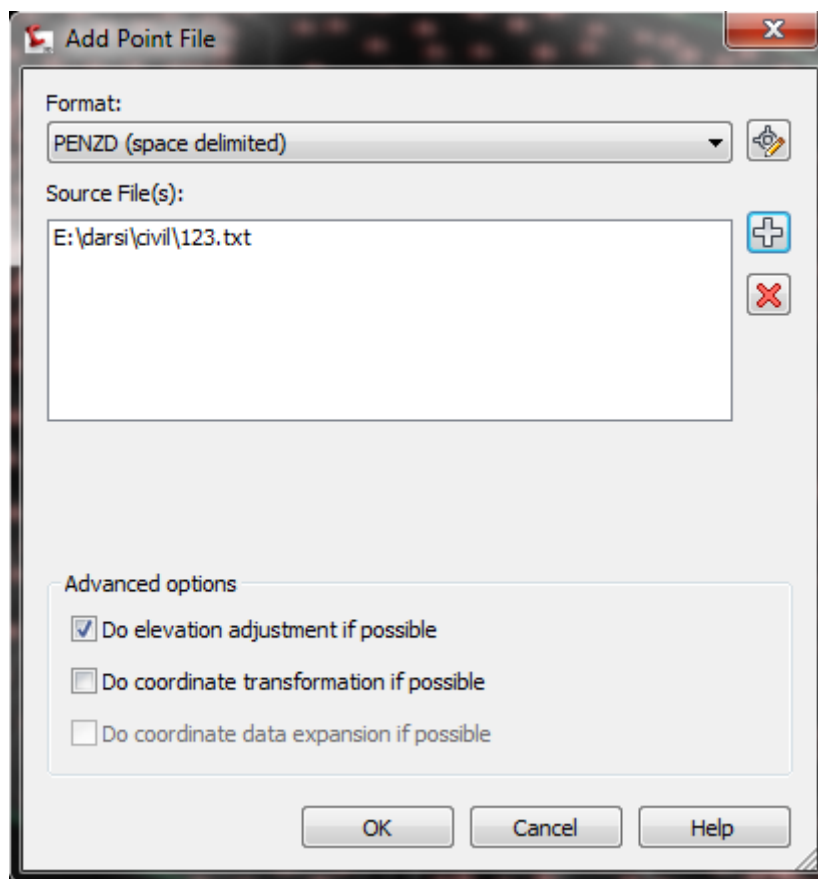 Add Point File
Format:
PENZD (space delimited)
Source File(s):
E:\darsi\civil\123.txt
Advanced options
Do elevation adjustment if possible
Do coordinate transformation if possible
Do coordinate data expansion if possible
OK Cancel Help